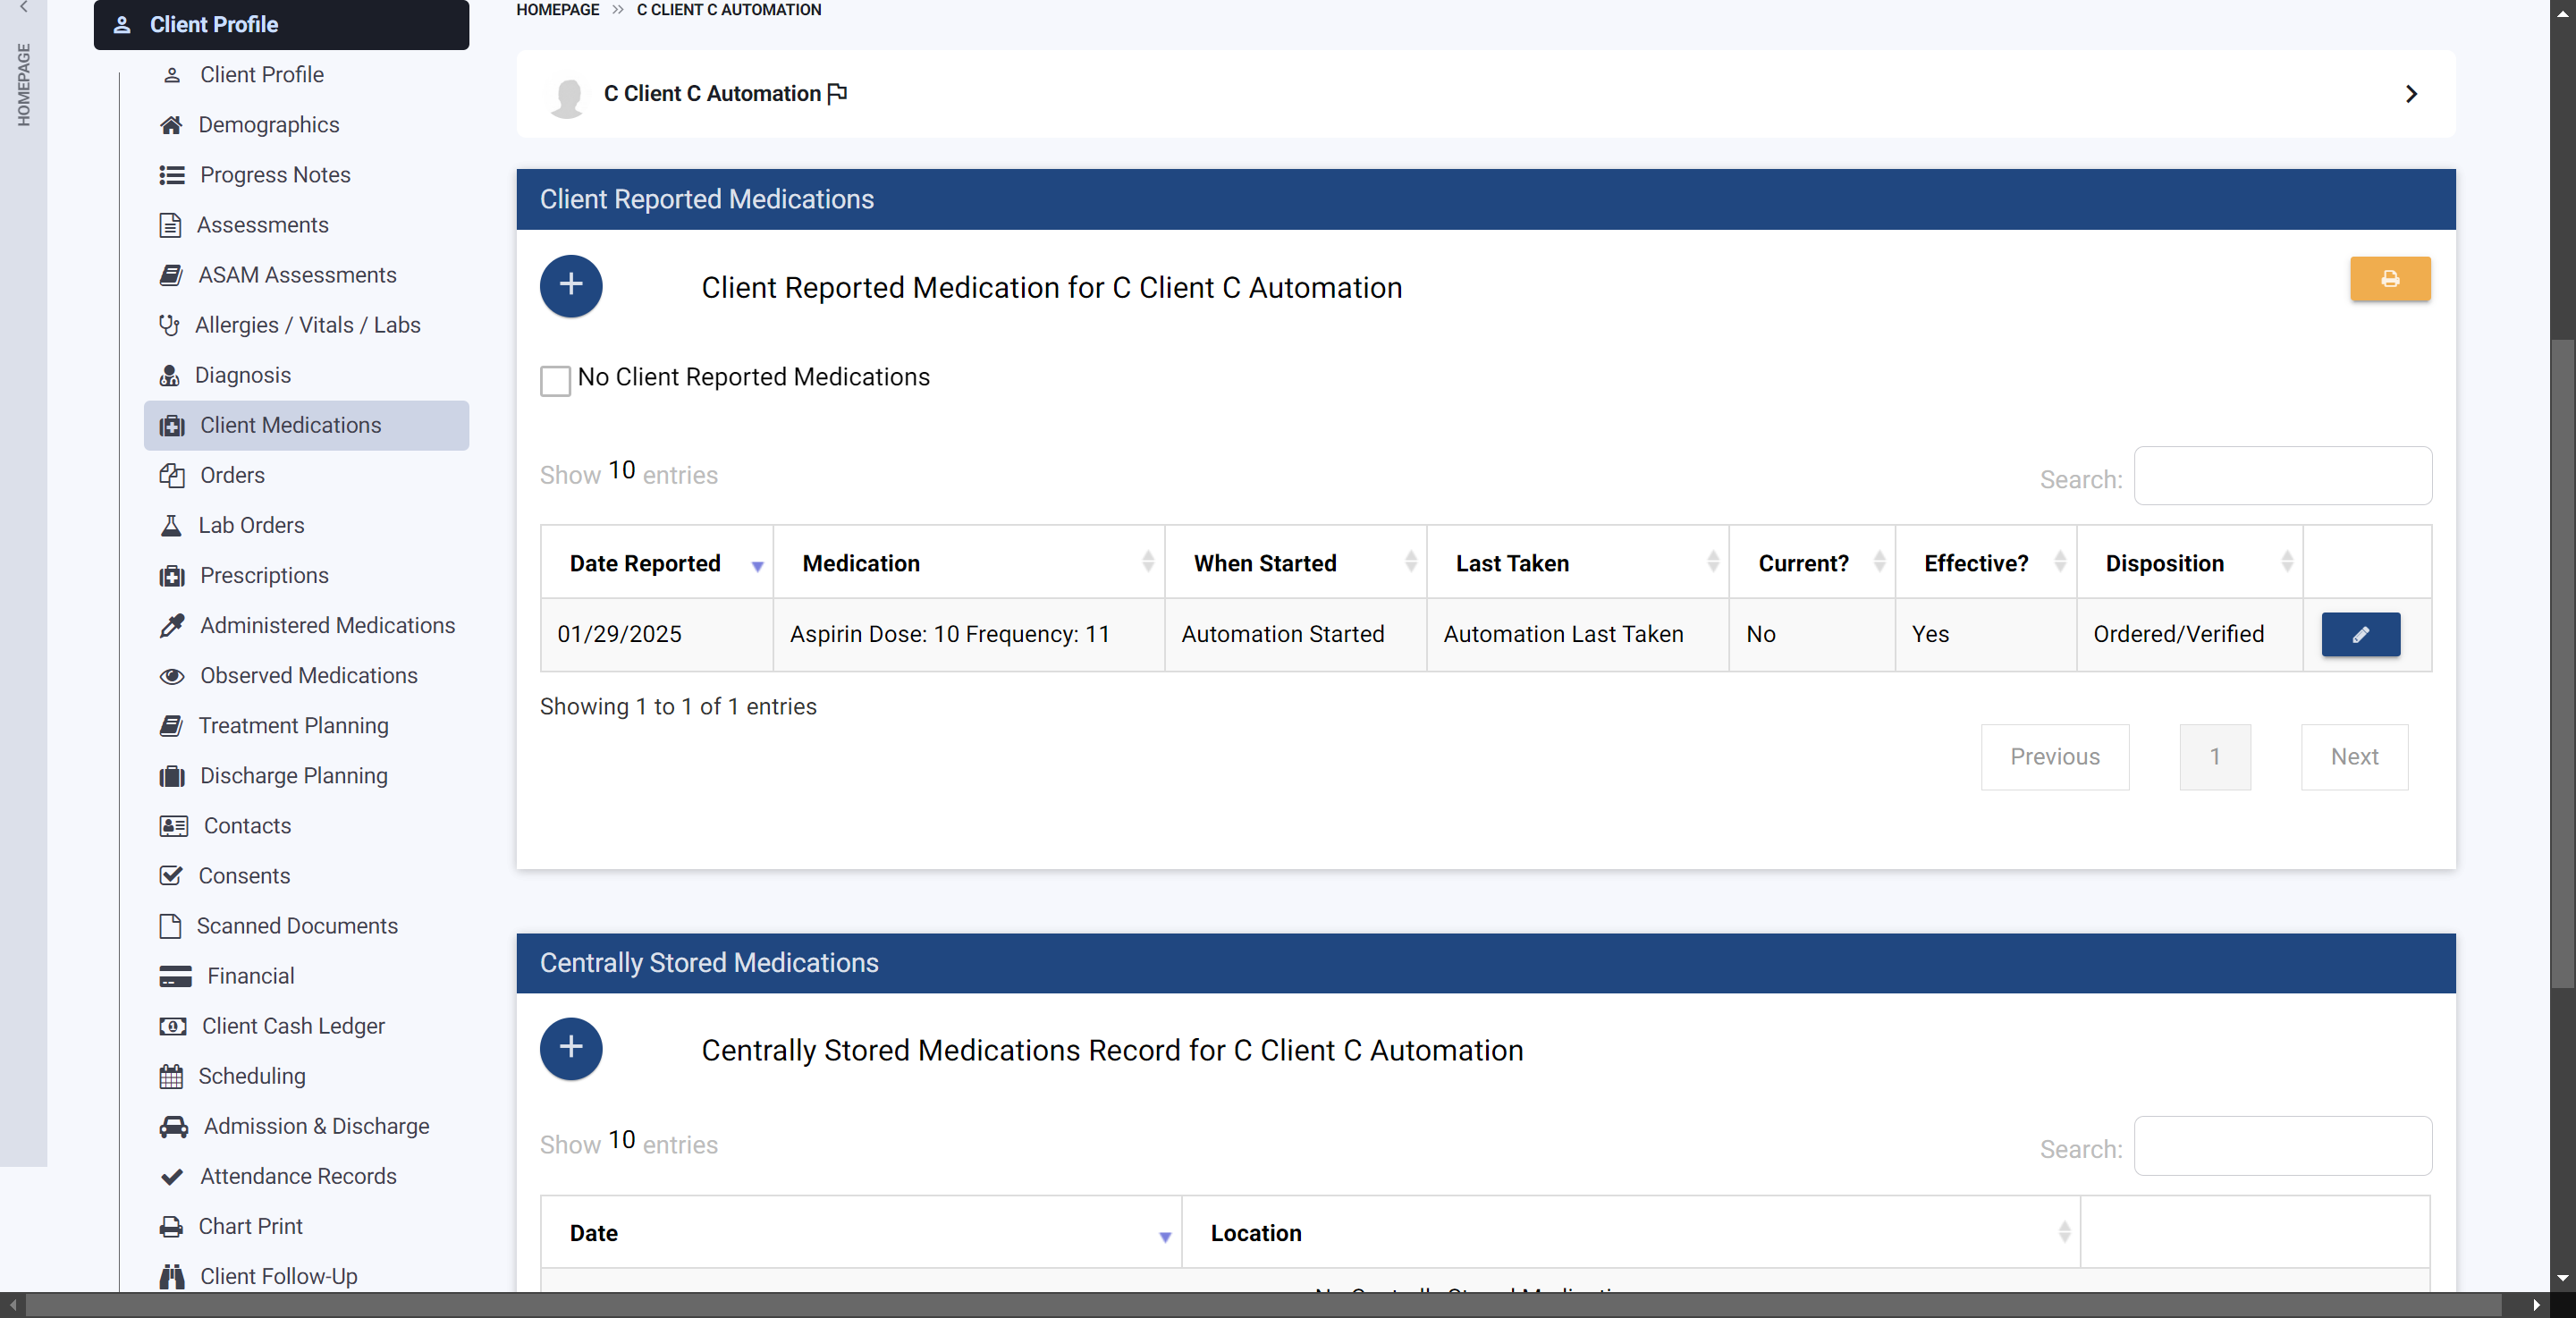 HOMEPAGE
Client Profile
Client Profile
Demographics
Progress Notes
Assessments
ASAM Assessments
Allergies / Vitals / Labs
Diagnosis
Client Medications
Orders
Lab Orders
Prescriptions
Administered Medications
Observed Medications
Treatment Planning
Discharge Planning
Contacts
Consents
Scanned Documents
Financial
Client Cash Ledger
Scheduling
Admission & Discharge
Attendance Records
Chart Print
Client Follow-Up
HOMEPAGE >> C CLIENT C AUTOMATION
C Client C Automation
Client Reported Medications
Client Reported Medication for C Client C Automation
No Client Reported Medications
Show 10 entries Search:
Date Reported Medication When Started Last Taken Current? Effective? Disposition
01/29/2025 Aspirin Dose: 10 Frequency: 11 Automation Started Automation Last Taken No Yes Ordered/Verified
Showing 1 to 1 of 1 entries
Previous 1 Next
Centrally Stored Medications
Centrally Stored Medications Record for C Client C Automation
Show 10 entries Search:
Date Location